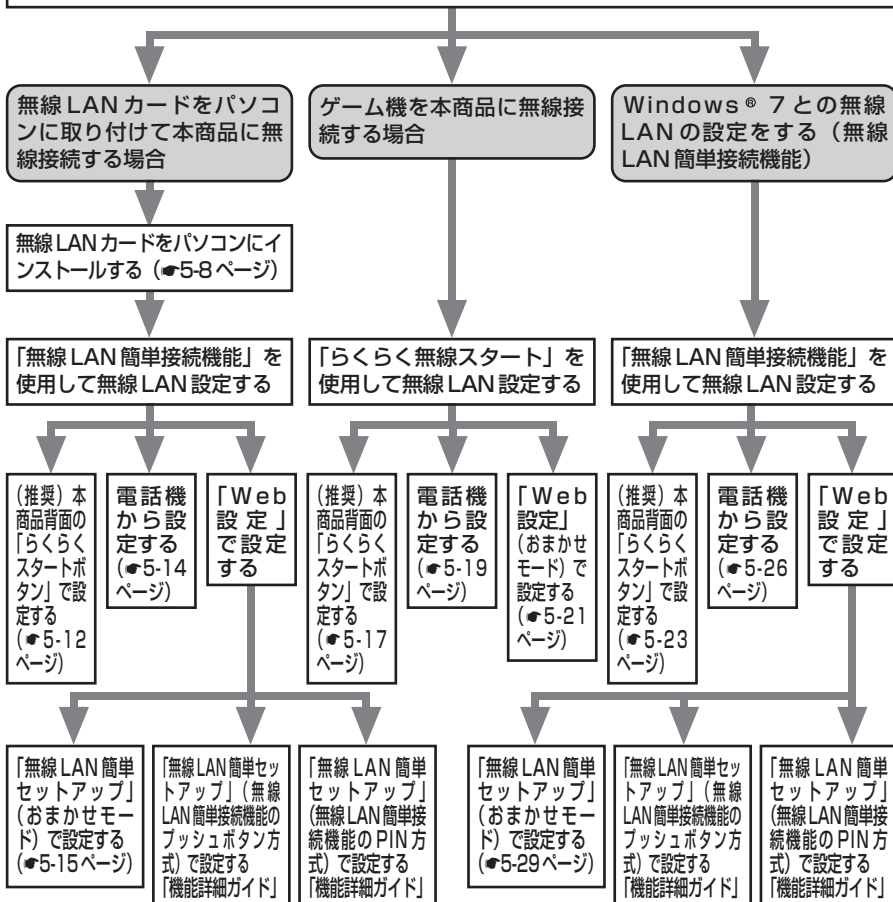 無線LANカードをパソコ
ンに取り付けて本商品に無
線接続する場合
ゲーム機を本商品に無線接
続する場合
Windows® 7との無線
LANの設定をする（無線
LAN簡単接続機能）
無線LANカードをパソコンにイ
ンストールする（☛5-8ページ）
「無線LAN簡単接続機能」を
使用して無線LAN設定する
「らくらく無線スタート」を
使用して無線LAN設定する
「無線LAN簡単接続機能」を
使用して無線LAN設定する
（推奨）本
商品背面の
「らくらく
スタートボ
タン」で設
定する
（☛5-12
ページ）
電話機
から設
定する
（☛5-14
ページ）
「Web
設定」
で設定
する
（推奨）本
商品背面の
「らくらく
スタートボ
タン」で設
定する
（☛5-17
ページ）
電話機
から設
定する
（☛5-19
ページ）
「Web
設定」
（おまかせ
モード）で
設定する
（☛5-21
ページ）
（推奨）本
商品背面の
「らくらく
スタートボ
タン」で設
定する
（☛5-23
ページ）
電話機
から設
定する
（☛5-26
ページ）
「Web
設定」
で設定
する
「無線LAN簡単
セットアップ」
（おまかせモー
ド）で設定する
（☛5-15ページ）
「無線LAN簡単セッ
トアップ」（無線
LAN簡単接続機能の
プッシュボタン方
式）で設定する
「機能詳細ガイド」
「無線LAN簡単
セットアップ」
（無線LAN簡単接
続機能のPIN方
式）で設定する
「機能詳細ガイド」
「無線LAN簡単
セットアップ」
（おまかせモー
ド）で設定する
（☛5-29ページ）
「無線LAN簡単セッ
トアップ」（無線
LAN簡単接続機能の
プッシュボタン方
式）で設定する
「機能詳細ガイド」
「無線LAN簡単
セットアップ」
（無線LAN簡単接
続機能のPIN方
式）で設定する
「機能詳細ガイド」